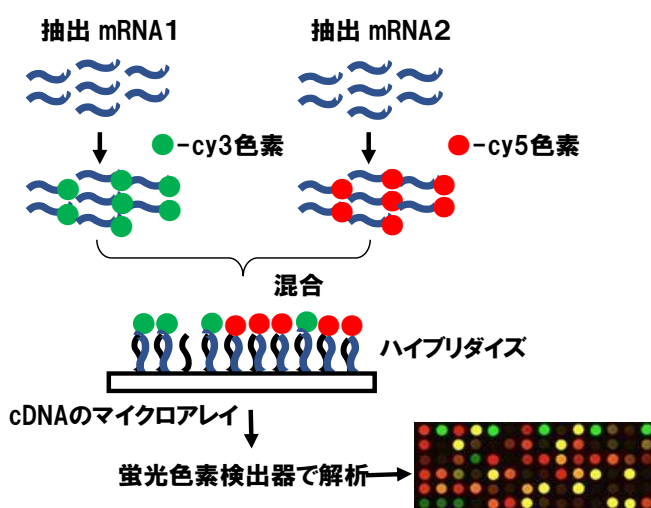 抽出 mRNA1
抽出 mRNA2
-cy3色素
-cy5色素
混合
ハイブリダイズ
cDNAのマイクロアレイ
蛍光色素検出器で解析